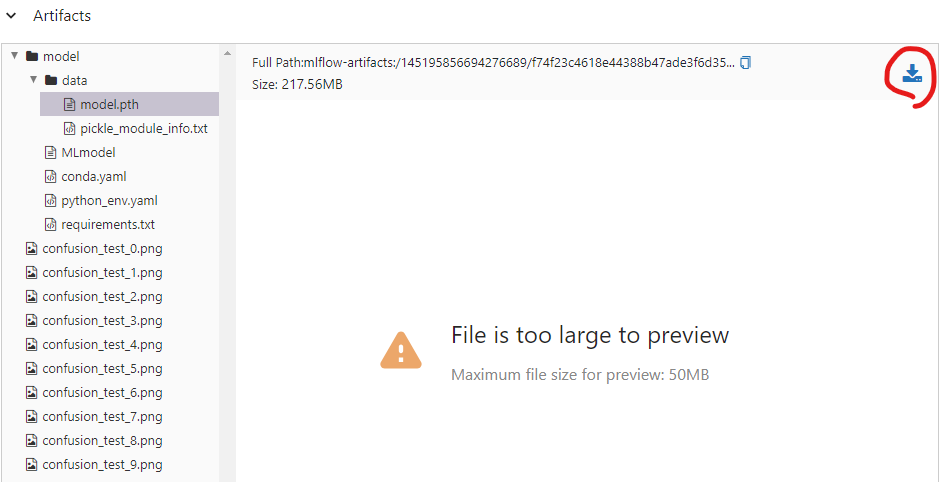 Artifacts
model
data
model.pth
pickle_module_info.txt
MLmodel
conda.yaml
python_env.yaml
requirements.txt
confusion_test_0.png
confusion_test_1.png
confusion_test_2.png
confusion_test_3.png
confusion_test_4.png
confusion_test_5.png
confusion_test_6.png
confusion_test_7.png
confusion_test_8.png
confusion_test_9.png
Full Path:mlflow-artifacts:/145195856694276689/f74f23c4618e44388b47ade3f6d35...
Size: 217.56MB
File is too large to preview
Maximum file size for preview: 50MB